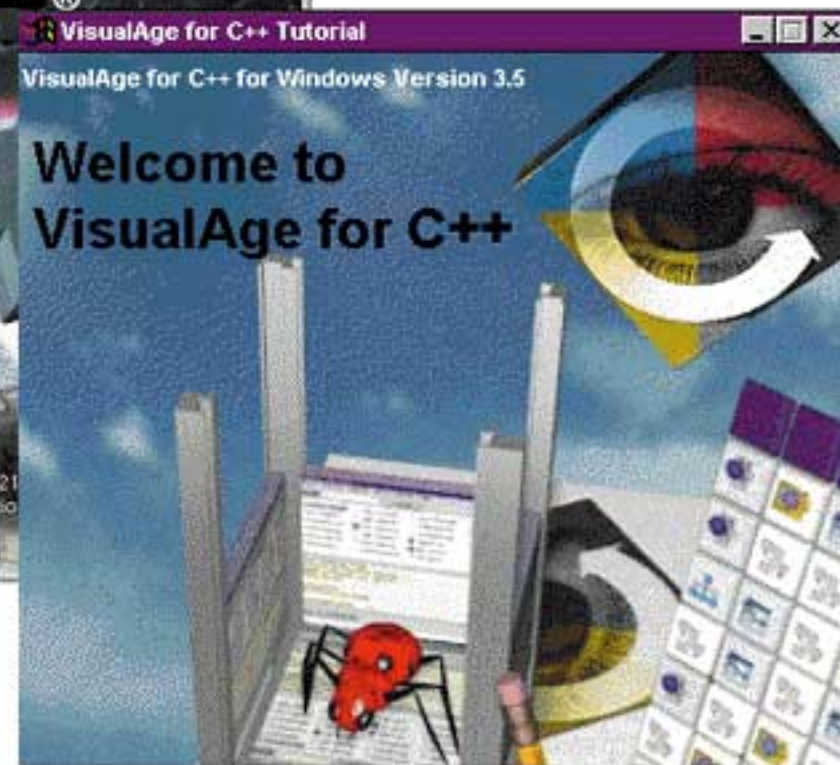 VisualAge for C++ Tutorial
VisualAge for C++ for Windows Version 3.5
Welcome to
VisualAge for C++